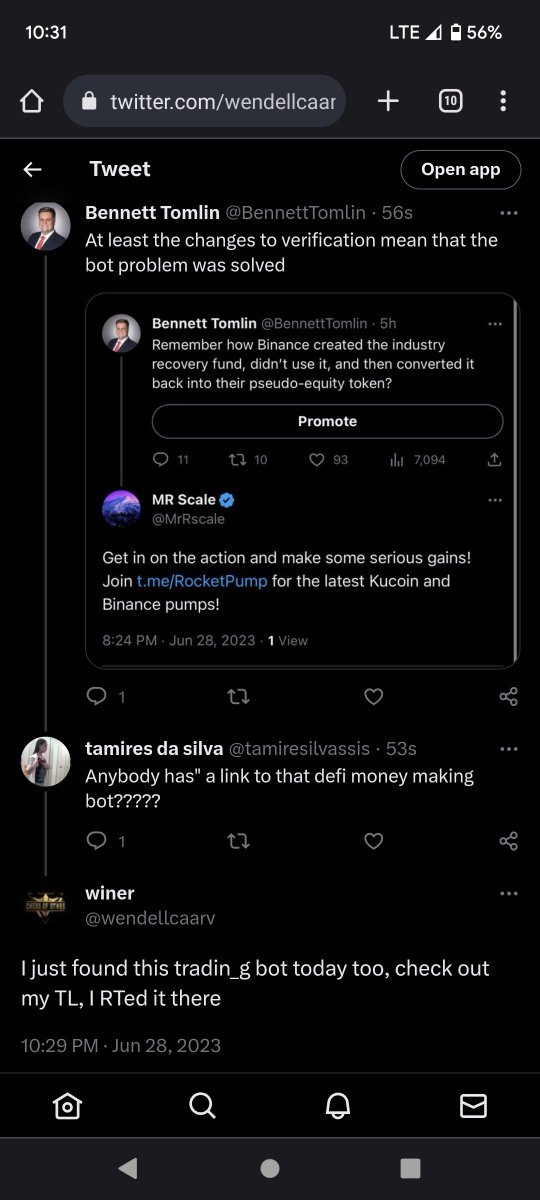 10:31
LTE 56%
twitter.com/wendellcaar
10
Tweet
Open app
Bennett Tomlin @BennettTomlin · 56s
At least the changes to verification mean that the
bot problem was solved
Bennett Tomlin @BennettTomlin · 5h
Remember how Binance created the industry
recovery fund, didn't use it, and then converted it
back into their pseudo-equity token?
Promote
11 10 93 7,094
MR Scale
@MrRscale
Get in on the action and make some serious gains!
Join t.me/RocketPump for the latest Kucoin and
Binance pumps!
8:24 PM · Jun 28, 2023 · 1 View
1
tamires da silva @tamiresilvassis · 53s
Anybody has" a link to that defi money making
bot?????
1
winer
@wendellcaarv
I just found this tradin_g bot today too, check out
my TL, I RTed it there
10:29 PM · Jun 28, 2023